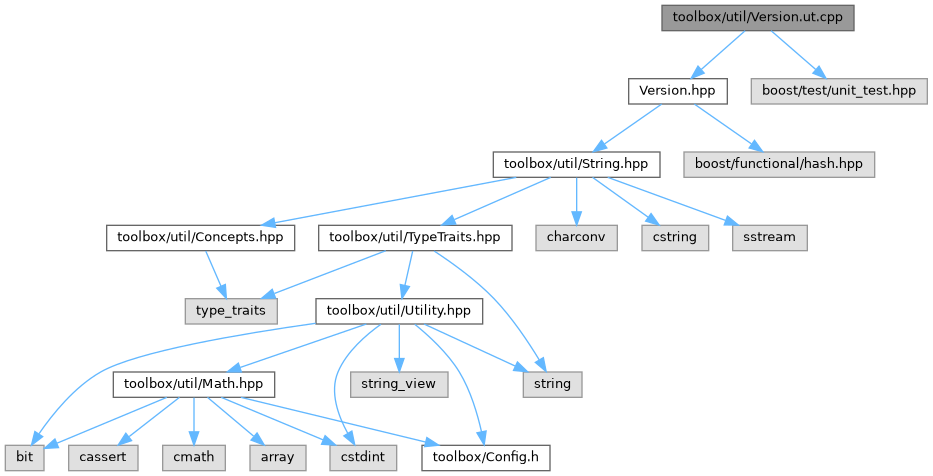 toolbox/util/Version.ut.cpp
Version.hpp
boost/test/unit_test.hpp
toolbox/util/String.hpp
boost/functional/hash.hpp
toolbox/util/Concepts.hpp
toolbox/util/TypeTraits.hpp
charconv
cstring
sstream
type_traits
toolbox/util/Utility.hpp
toolbox/util/Math.hpp
string_view
string
bit
cassert
cmath
array
cstdint
toolbox/Config.h